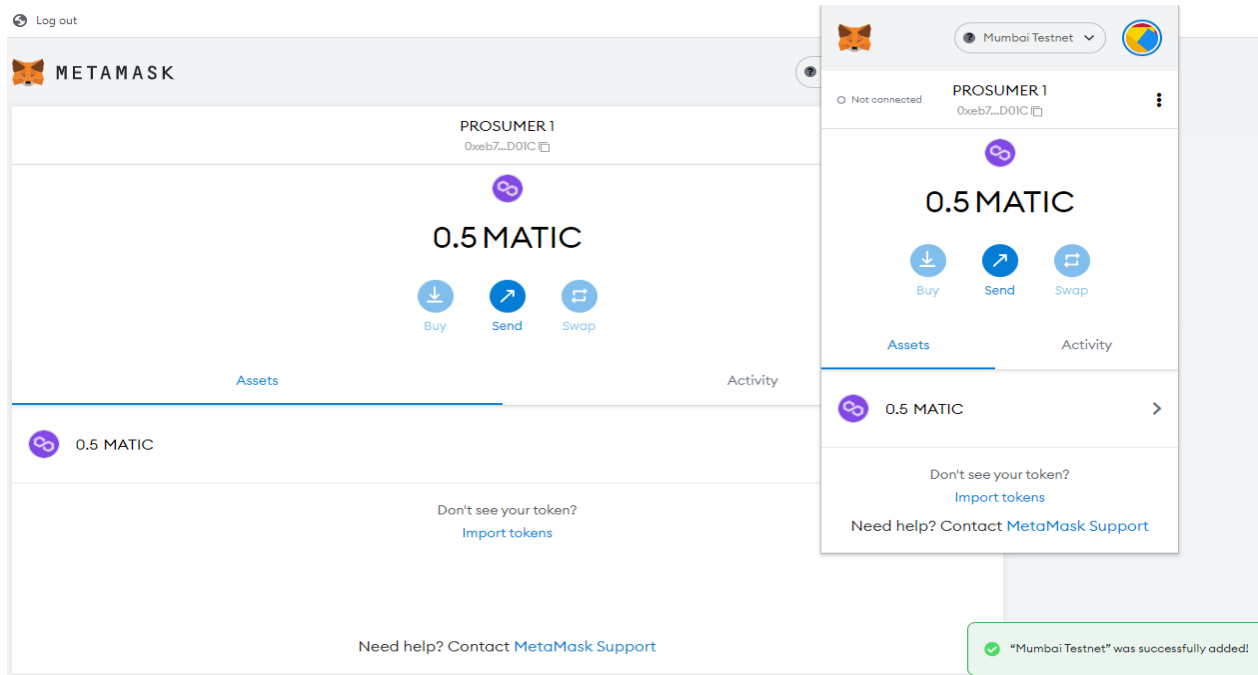 Log out
METAMASK
PROSUMER 1
0xeb7...D01C
0.5 MATIC
Buy Send Swap
Assets Activity
0.5 MATIC
Don't see your token?
Import tokens
Need help? Contact MetaMask Support
Mumbai Testnet
Not connected
PROSUMER 1
0xeb7...D01C
0.5 MATIC
Buy Send Swap
Assets Activity
0.5 MATIC
Don't see your token?
Import tokens
Need help? Contact MetaMask Support
“Mumbai Testnet” was successfully added!